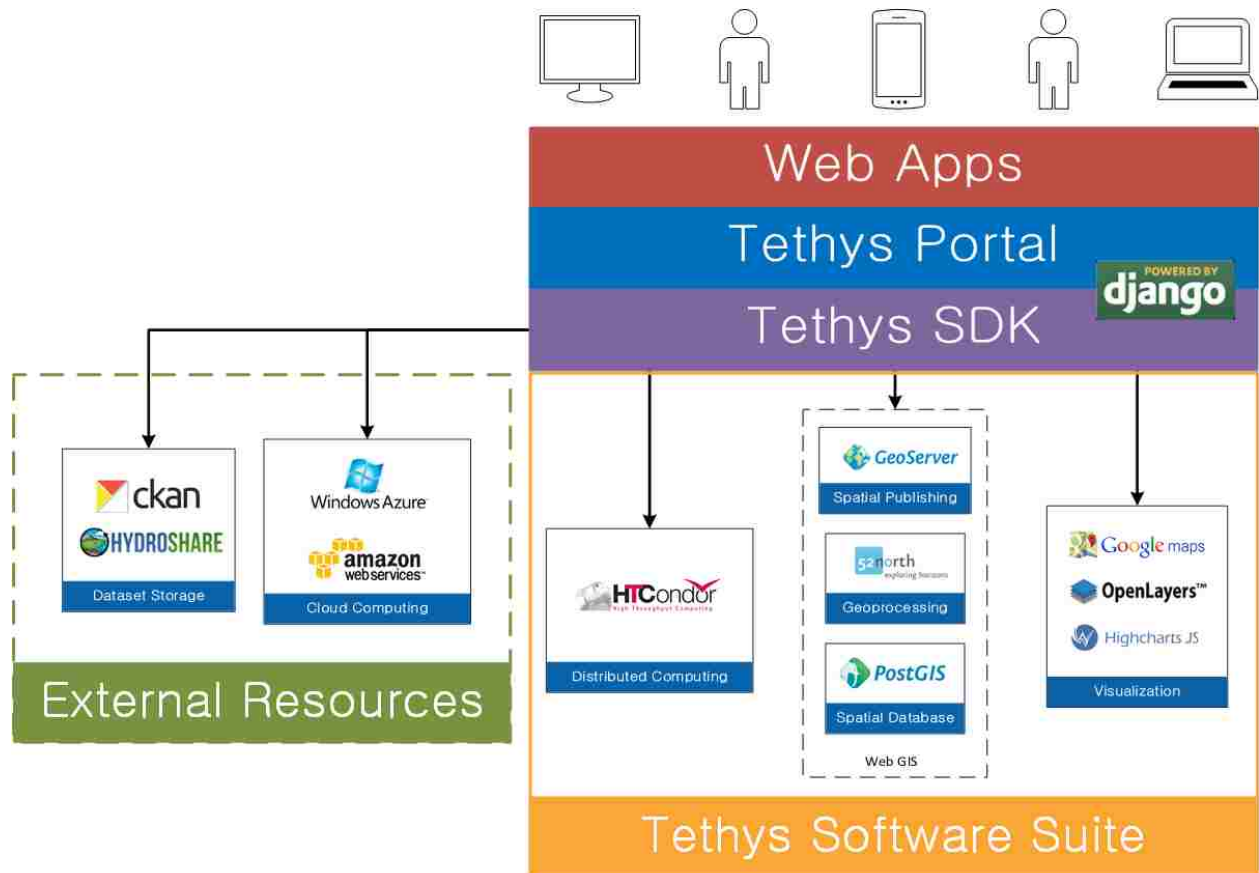 Web Apps
Tethys Portal
POWERED BY
django
Tethys SDK
ckan
HYDROSHARE
Dataset Storage
Windows Azure
amazon
webservices™
Cloud Computing
External Resources
HTCondor
High Throughput Computing
Distributed Computing
GeoServer
Spatial Publishing
52north
exploring horizons
Geoprocessing
PostGIS
Spatial Database
Web GIS
Google maps
OpenLayers™
Highcharts JS
Visualization
Tethys Software Suite